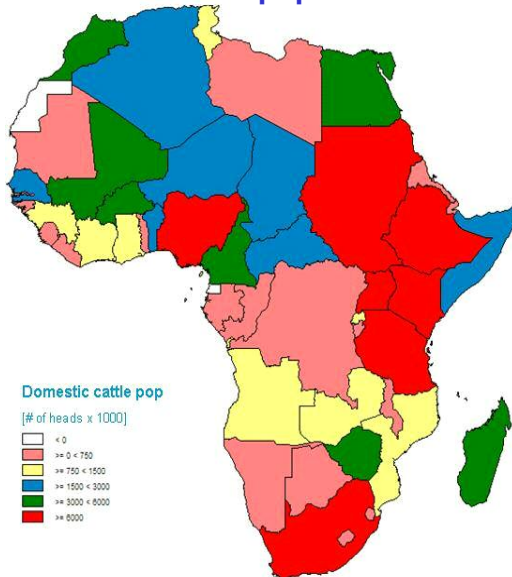 Domestic cattle pop
[# of heads x 1000]
< 0
>= 0 < 750
>= 750 < 1500
>= 1500 < 3000
>= 3000 < 6000
>= 6000